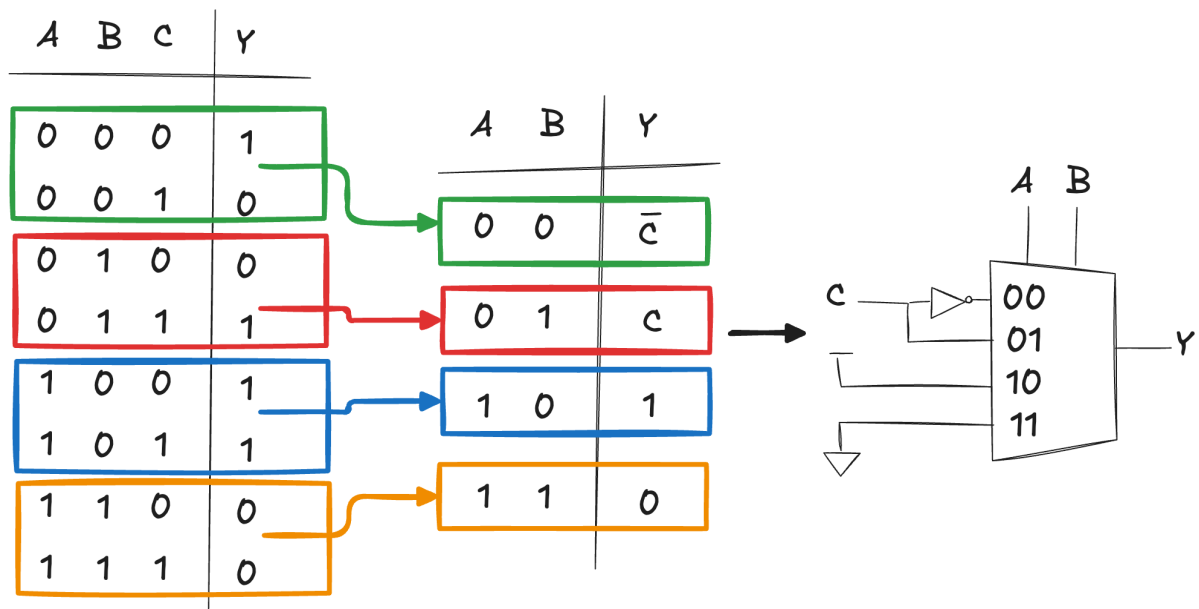 A B C Y
0 0 0 1
0 0 1 0
0 1 0 0
0 1 1 1
1 0 0 1
1 0 1 1
1 1 0 0
1 1 1 0
A B Y
0 0 C̅
0 1 C
1 0 1
1 1 0
A B
C
00
01
10
11
Y